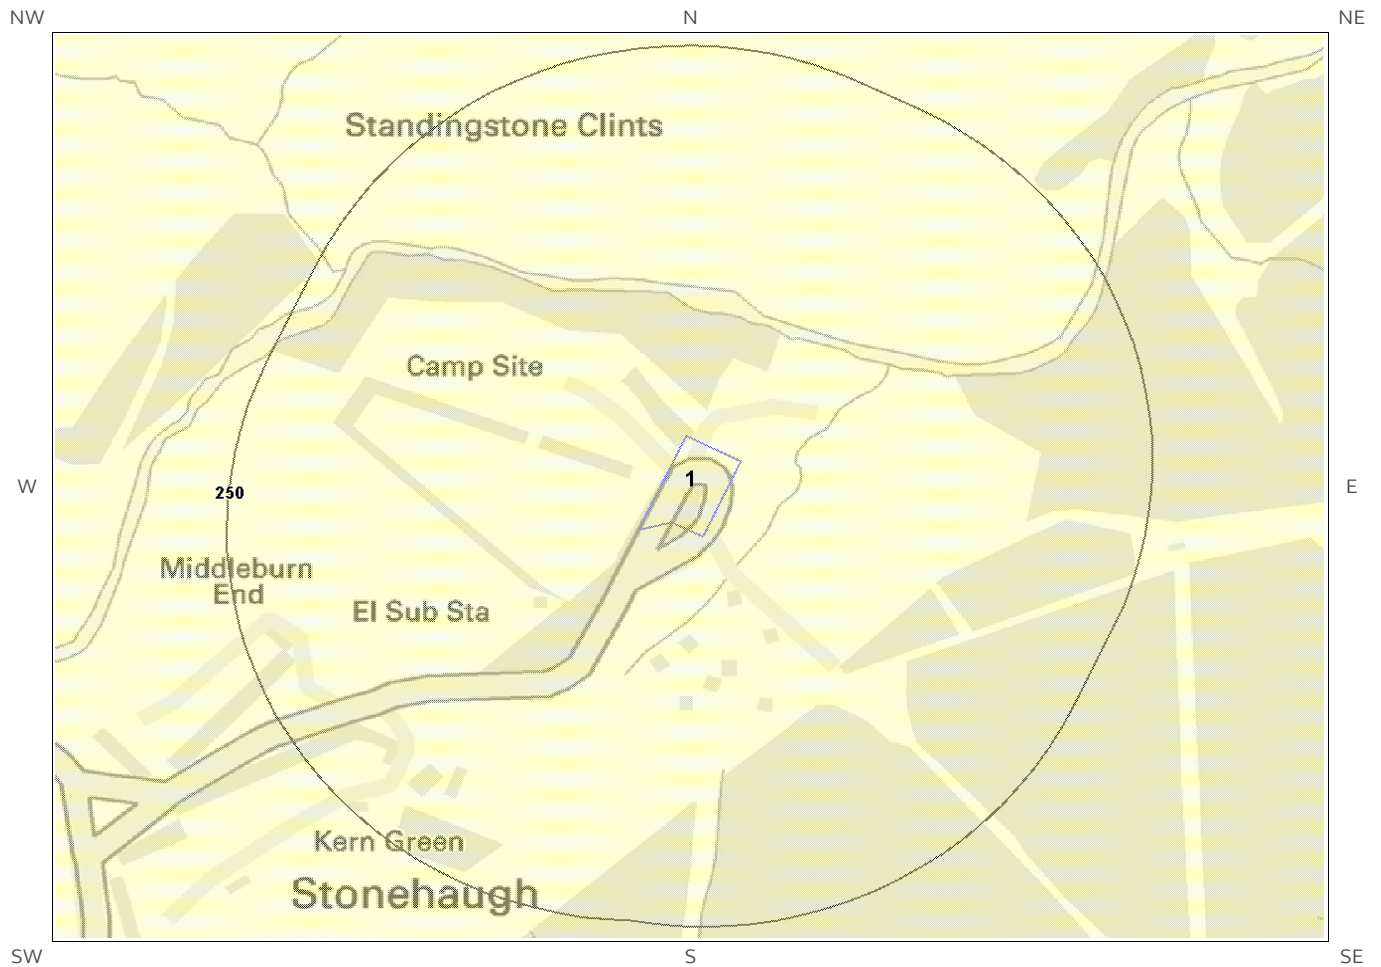 NW
N
NE
Standingstone Clints
Camp Site
1
W
250
E
Middleburn
End
El Sub Sta
Kern Green
Stonehaugh
SW
S
SE